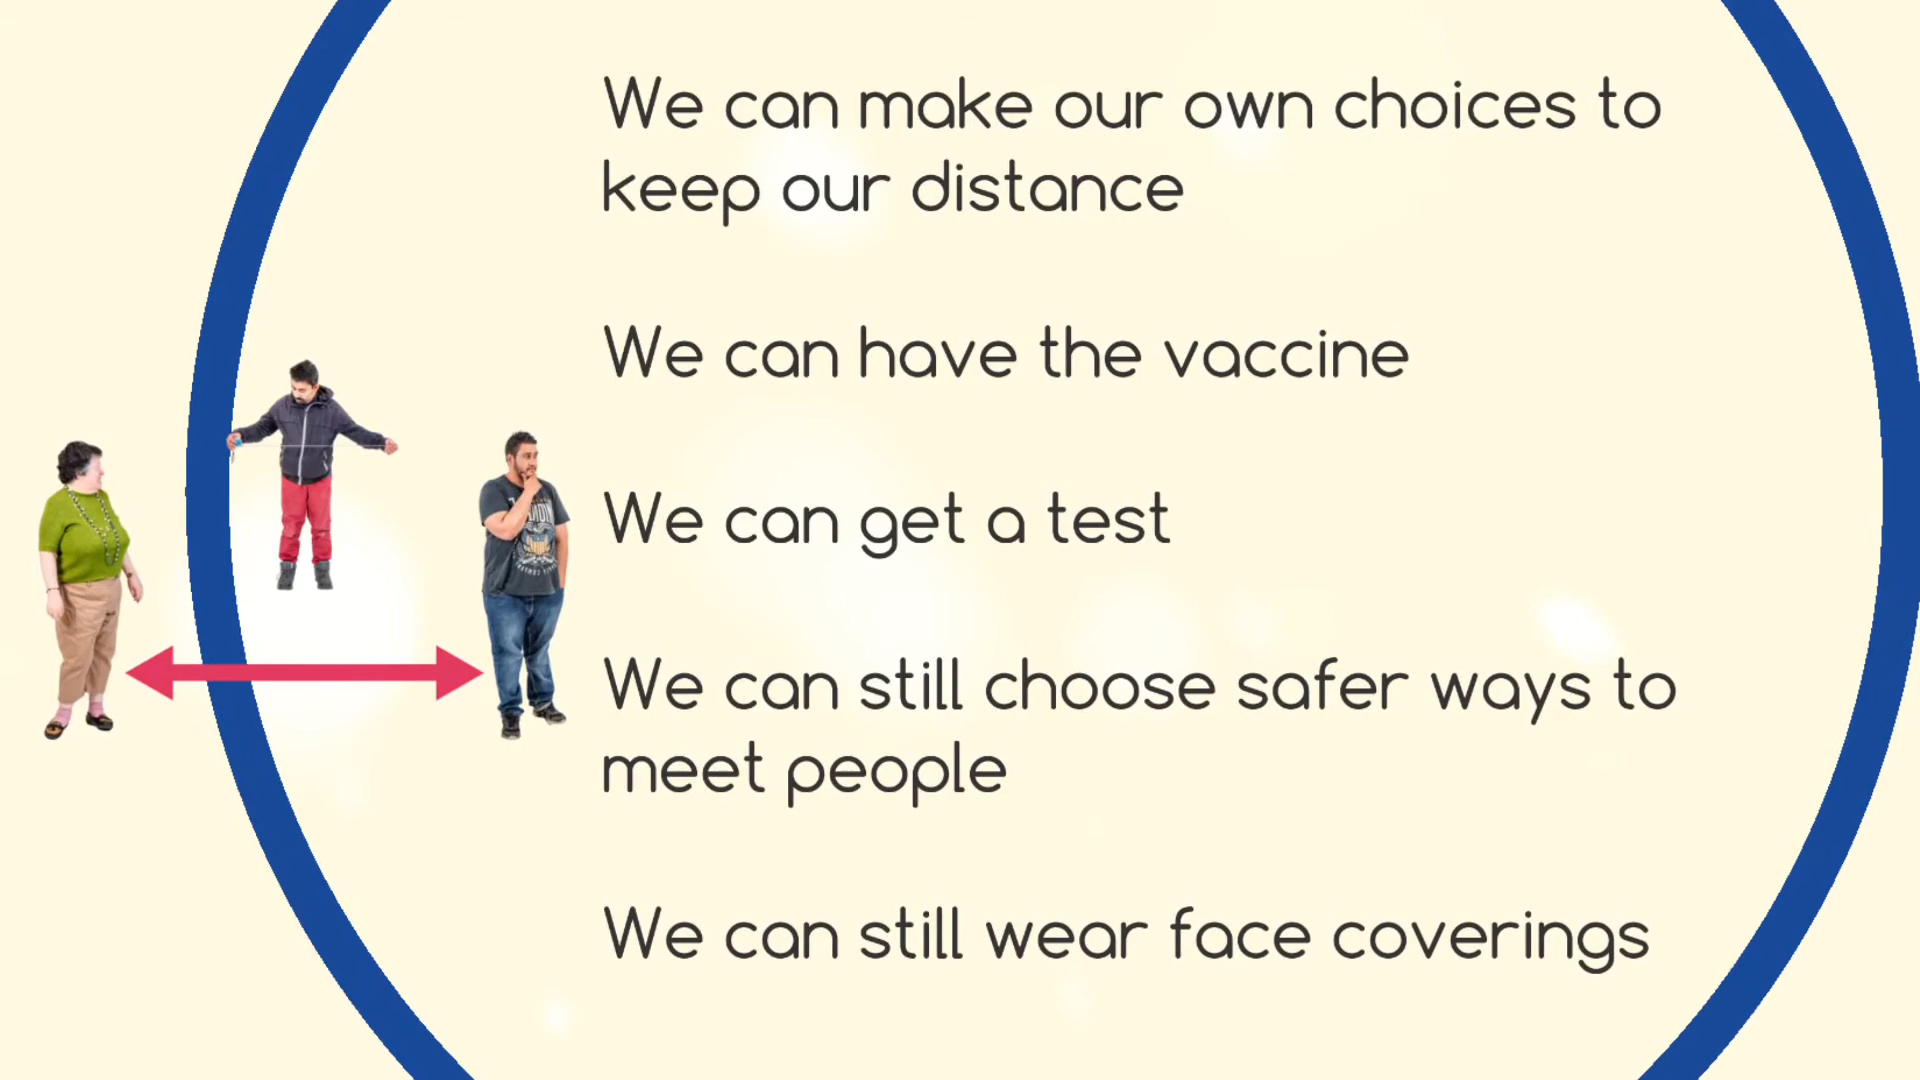 We can make our own choices to
keep our distance
We can have the vaccine
We can get a test
We can still choose safer ways to
meet people
We can still wear face coverings